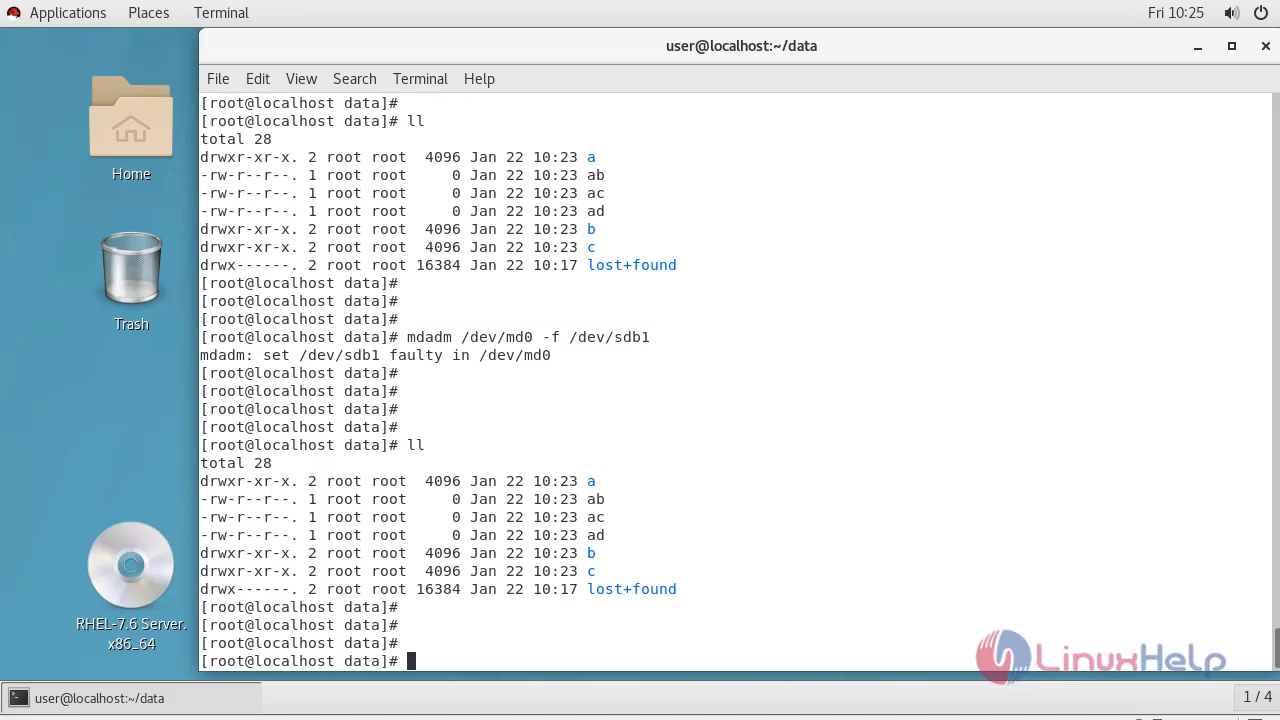 Applications Places Terminal Fri 10:25
user@localhost:~/data
File Edit View Search Terminal Help
[root@localhost data]#
[root@localhost data]# ll
total 28
drwxr-xr-x. 2 root root  4096 Jan 22 10:23 a
-rw-r--r--. 1 root root     0 Jan 22 10:23 ab
-rw-r--r--. 1 root root     0 Jan 22 10:23 ac
-rw-r--r--. 1 root root     0 Jan 22 10:23 ad
drwxr-xr-x. 2 root root  4096 Jan 22 10:23 b
drwxr-xr-x. 2 root root  4096 Jan 22 10:23 c
drwx------. 2 root root 16384 Jan 22 10:17 lost+found
[root@localhost data]#
[root@localhost data]#
[root@localhost data]#
[root@localhost data]# mdadm /dev/md0 -f /dev/sdb1
mdadm: set /dev/sdb1 faulty in /dev/md0
[root@localhost data]#
[root@localhost data]#
[root@localhost data]#
[root@localhost data]#
[root@localhost data]# ll
total 28
drwxr-xr-x. 2 root root  4096 Jan 22 10:23 a
-rw-r--r--. 1 root root     0 Jan 22 10:23 ab
-rw-r--r--. 1 root root     0 Jan 22 10:23 ac
-rw-r--r--. 1 root root     0 Jan 22 10:23 ad
drwxr-xr-x. 2 root root  4096 Jan 22 10:23 b
drwxr-xr-x. 2 root root  4096 Jan 22 10:23 c
drwx------. 2 root root 16384 Jan 22 10:17 lost+found
[root@localhost data]#
[root@localhost data]#
[root@localhost data]#
[root@localhost data]#
Home
Trash
RHEL-7.6 Server.
x86_64
LinuxHelp
user@localhost:~/data
1 / 4